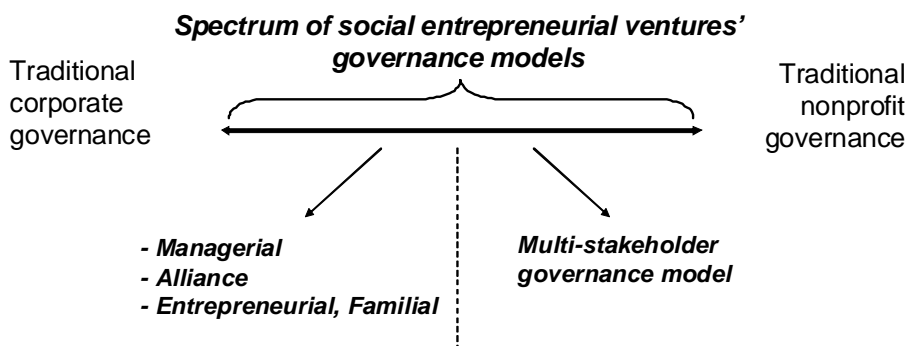 Spectrum of social entrepreneurial ventures'
governance models
Traditional
corporate
governance
Traditional
nonprofit
governance
- Managerial
- Alliance
- Entrepreneurial, Familial
Multi-stakeholder
governance model